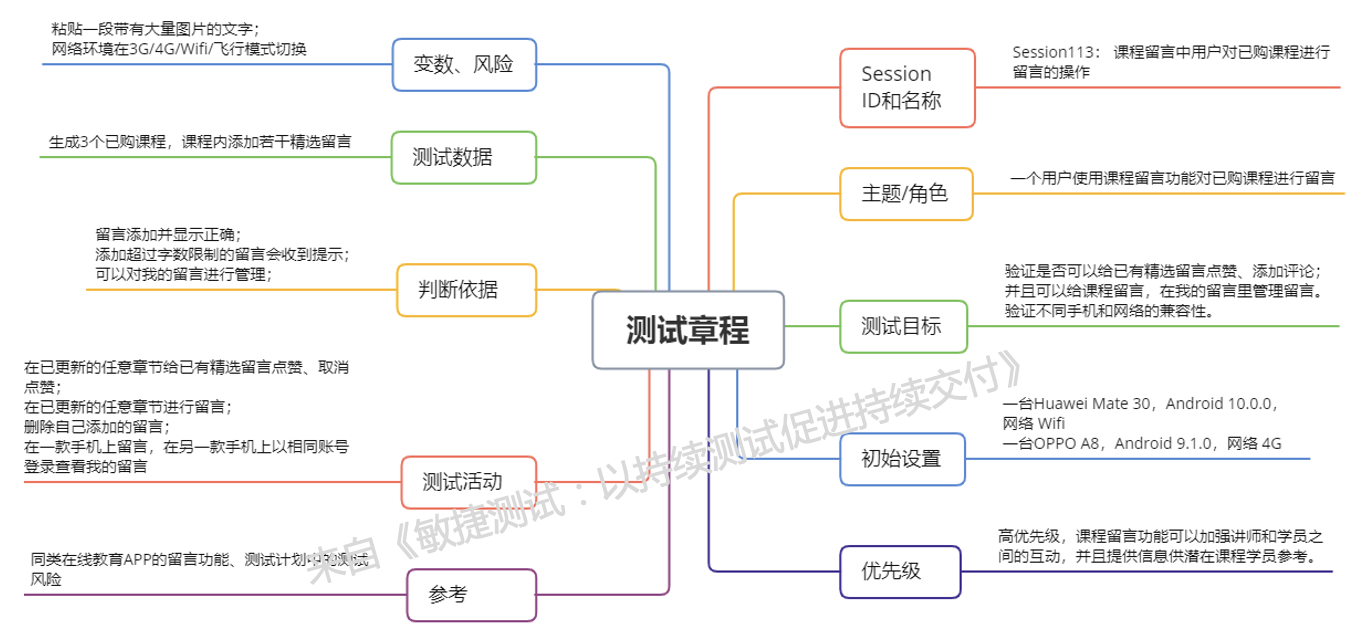 测试章程
Session
ID和名称
Session113： 课程留言中用户对已购课程进行
留言的操作
主题/角色
一个用户使用课程留言功能对已购课程进行留言
测试目标
验证是否可以给已有精选留言点赞、添加评论；
并且可以给课程留言，在我的留言里管理留言。
验证不同手机和网络的兼容性。
初始设置
一台Huawei Mate 30，Android 10.0.0，
网络 Wifi
一台OPPO A8，Android 9.1.0，网络 4G
优先级
高优先级，课程留言功能可以加强讲师和学员之
间的互动，并且提供信息供潜在课程学员参考。
变数、风险
粘贴一段带有大量图片的文字；
网络环境在3G/4G/Wifi/飞行模式切换
测试数据
生成3个已购课程，课程内添加若干精选留言
判断依据
留言添加并显示正确；
添加超过字数限制的留言会收到提示；
可以对我的留言进行管理；
测试活动
在已更新的任意章节给已有精选留言点赞、取消
点赞；
在已更新的任意章节进行留言；
删除自己添加的留言；
在一款手机上留言，在另一款手机上以相同账号
登录查看我的留言
参考
同类在线教育APP的留言功能、测试计划中的测试
风险
来自《敏捷测试：以持续测试促进持续交付》